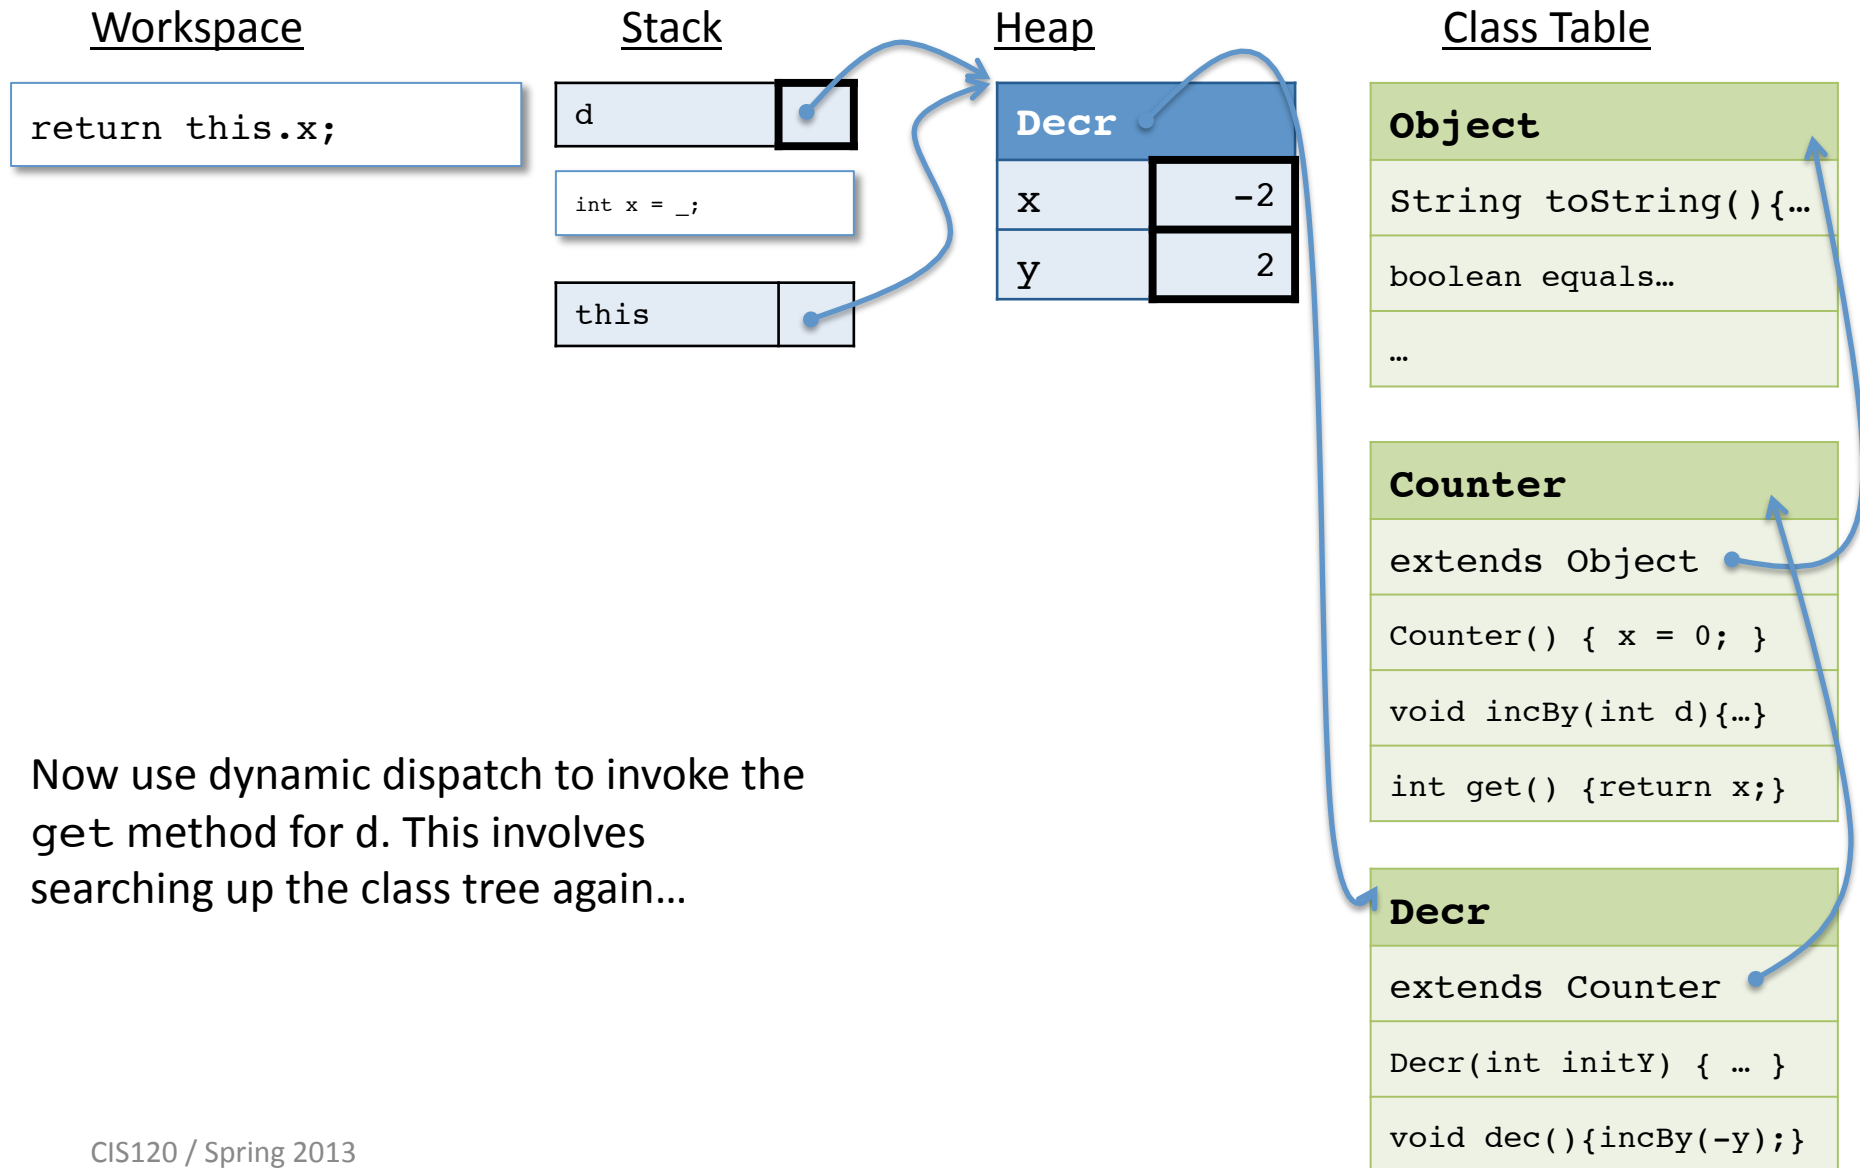 Workspace
Stack
Heap
Class Table
return this.x;
d
int x = _;
this
Decr
x -2
y 2
Object
String toString(){…
boolean equals…
…
Counter
extends Object
Counter() { x = 0; }
void incBy(int d){…}
int get() {return x;}
Decr
extends Counter
Decr(int initY) { … }
void dec(){incBy(-y);}
Now use dynamic dispatch to invoke the
get method for d. This involves
searching up the class tree again…
CIS120 / Spring 2013